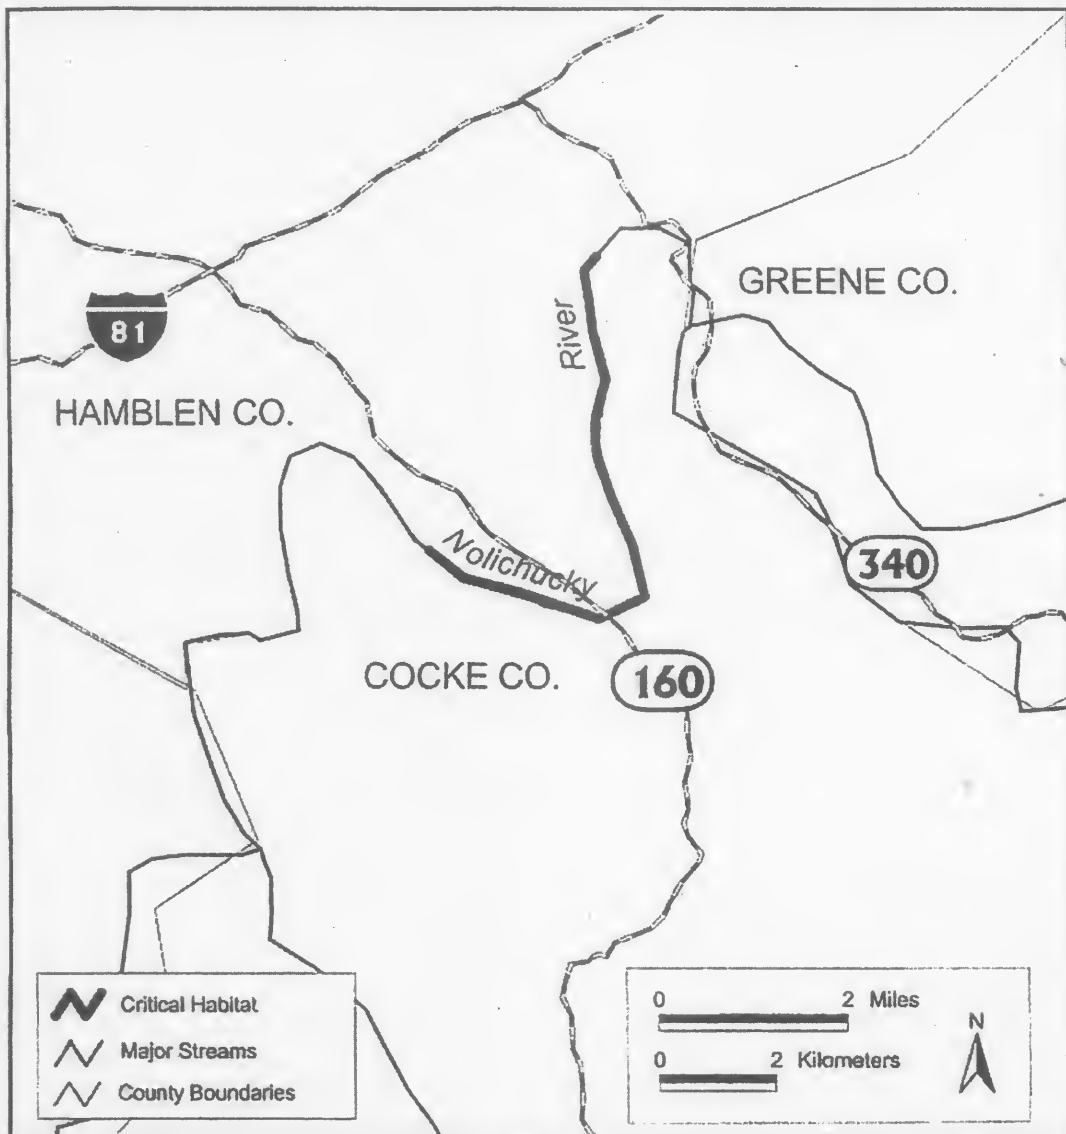 GREENE CO.
River
81
HAMBLEN CO.
Nolichucky
340
COCKE CO.
160
Critical Habitat
Major Streams
County Boundaries
0 2 Miles
0 2 Kilometers
N